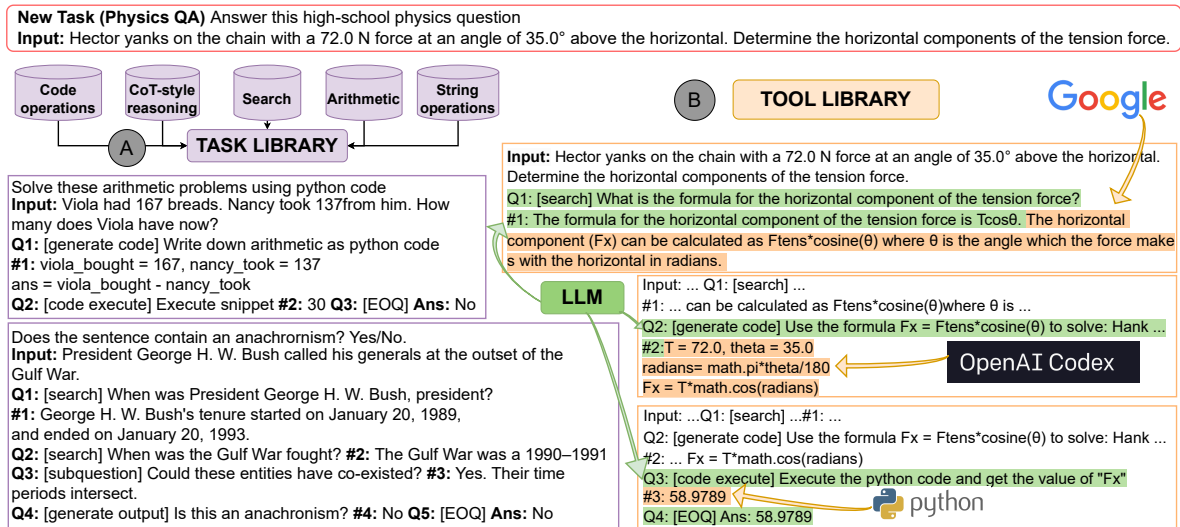 New Task (Physics QA) Answer this high-school physics question
Input: Hector yanks on the chain with a 72.0 N force at an angle of 35.0° above the horizontal. Determine the horizontal components of the tension force.
Code operations
CoT-style reasoning
Search
Arithmetic
String operations
A
TASK LIBRARY
B
TOOL LIBRARY
Google
Solve these arithmetic problems using python code
Input: Viola had 167 breads. Nancy took 137from him. How
many does Viola have now?
Q1: [generate code] Write down arithmetic as python code
#1: viola_bought = 167, nancy_took = 137
ans = viola_bought - nancy_took
Q2: [code execute] Execute snippet #2: 30 Q3: [EOQ] Ans: No
Does the sentence contain an anachrornism? Yes/No.
Input: President George H. W. Bush called his generals at the outset of the
Gulf War.
Q1: [search] When was President George H. W. Bush, president?
#1: George H. W. Bush's tenure started on January 20, 1989,
and ended on January 20, 1993.
Q2: [search] When was the Gulf War fought? #2: The Gulf War was a 1990–1991
Q3: [subquestion] Could these entities have co-existed? #3: Yes. Their time
periods intersect.
Q4: [generate output] Is this an anachronism? #4: No Q5: [EOQ] Ans: No
LLM
Input: Hector yanks on the chain with a 72.0 N force at an angle of 35.0° above the horizontal.
Determine the horizontal components of the tension force.
Q1: [search] What is the formula for the horizontal component of the tension force?
#1: The formula for the horizontal component of the tension force is Tcosθ. The horizontal
component (Fx) can be calculated as Ftens*cosine(θ) where θ is the angle which the force make
s with the horizontal in radians.
Input: ... Q1: [search] ...
#1: ... can be calculated as Ftens*cosine(θ)where θ is ...
Q2: [generate code] Use the formula Fx = Ftens*cosine(θ) to solve: Hank ...
#2:T = 72.0, theta = 35.0
radians= math.pi*theta/180
Fx = T*math.cos(radians)
OpenAI Codex
Input: ...Q1: [search] ...#1: ...
Q2: [generate code] Use the formula Fx = Ftens*cosine(θ) to solve: Hank ...
#2: ... Fx = T*math.cos(radians)
Q3: [code execute] Execute the python code and get the value of "Fx"
#3: 58.9789
Q4: [EOQ] Ans: 58.9789
python